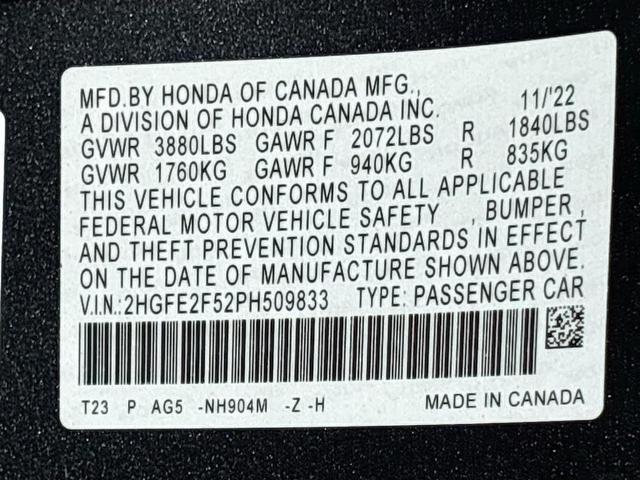 MFD.BY HONDA OF CANADA MFG.,
A DIVISION OF HONDA CANADA INC. 11/'22
GVWR 3880LBS GAWR F 2072LBS R 1840LBS
GVWR 1760KG GAWR F 940KG R 835KG
THIS VEHICLE CONFORMS TO ALL APPLICABLE
FEDERAL MOTOR VEHICLE SAFETY , BUMPER ,
AND THEFT PREVENTION STANDARDS IN EFFECT
ON THE DATE OF MANUFACTURE SHOWN ABOVE.
V.I.N.:2HGFE2F52PH509833 TYPE: PASSENGER CAR
T23 P AG5 -NH904M -Z -H MADE IN CANADA